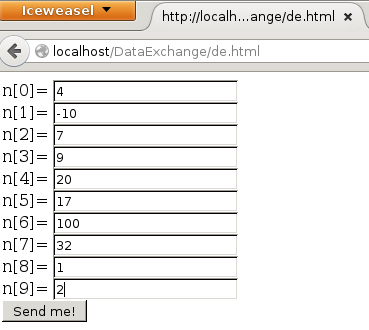 Iceweasel
http://localh...ange/de.html
localhost/DataExchange/de.html
n[0]= 4
n[1]= -10
n[2]= 7
n[3]= 9
n[4]= 20
n[5]= 17
n[6]= 100
n[7]= 32
n[8]= 1
n[9]= 2
Send me!